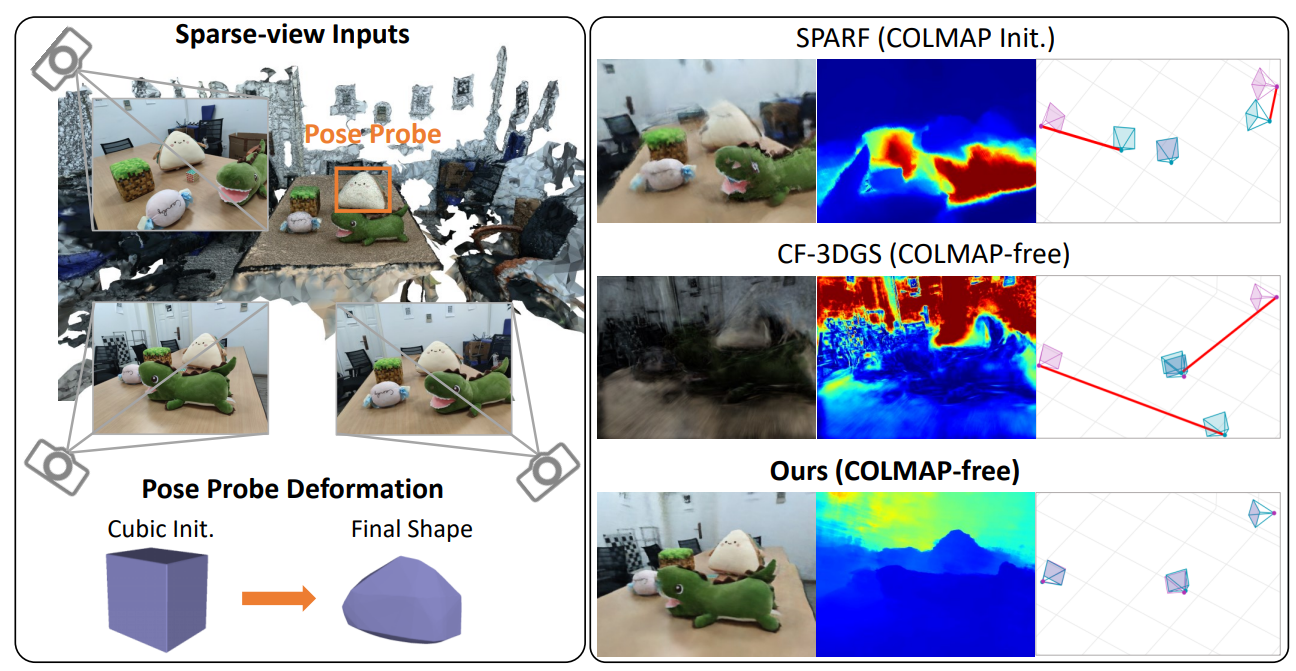 Sparse-view Inputs
Pose Probe
Pose Probe Deformation
Cubic Init.
Final Shape
SPARF (COLMAP Init.)
CF-3DGS (COLMAP-free)
Ours (COLMAP-free)